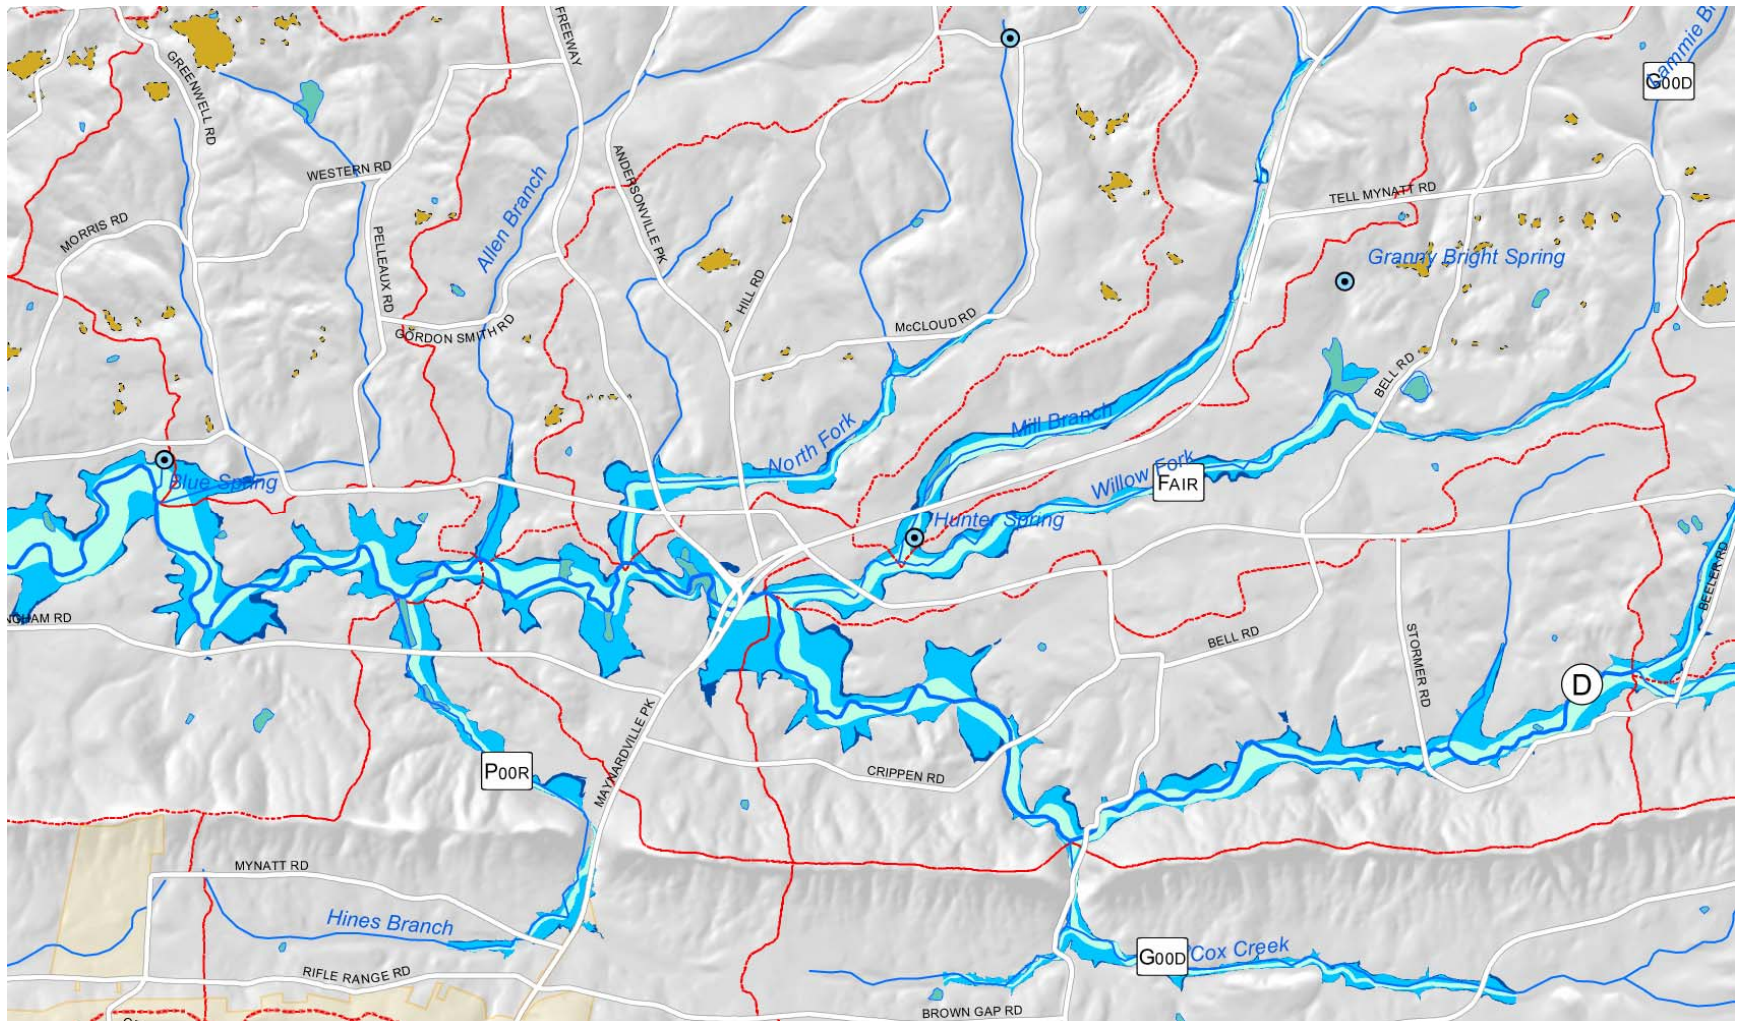 FREEWAY
GREENWELL RD
Lammie B
GOOD
WESTERN RD
ANDERSONVILLE PK
TELL MYNATT RD
MORRIS RD
Allen Branch
PELLEAUX RD
HILL RD
Granny Bright Spring
GORDON SMITH RD
McCLOUD RD
BELL RD
Mill Branch
North Fork
Willow Fork
FAIR
Blue Spring
Hunter Spring
BEELER RD
NGHAM RD
BELL RD
STORMER RD
D
MAYNARDVILLE PK
POOR
CRIPPEN RD
MYNATT RD
Hines Branch
GOOD
Cox Creek
RIFLE RANGE RD
BROWN GAP RD